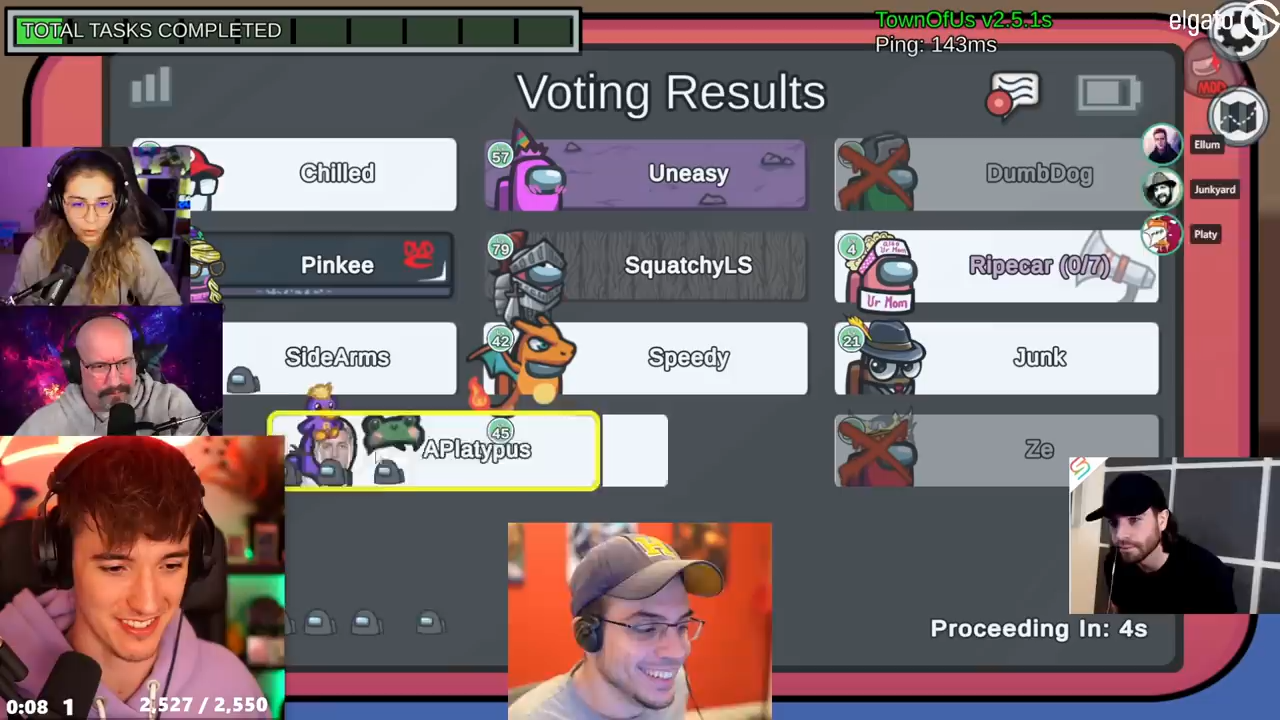 TOTAL TASKS COMPLETED
TownOfUs v2.5.1s
Ping: 143ms
elgato
MOD
Voting Results
Chilled
57
Uneasy
DumbDog
Ellum
Junkyard
Platy
Pinkee
79
SquatchyLS
4
Ripecar (0/7)
Ur Mom
SideArms
42
Speedy
21
Junk
45
APlatypus
Ze
Proceeding In: 4s
0:08 1
2,527 / 2,550